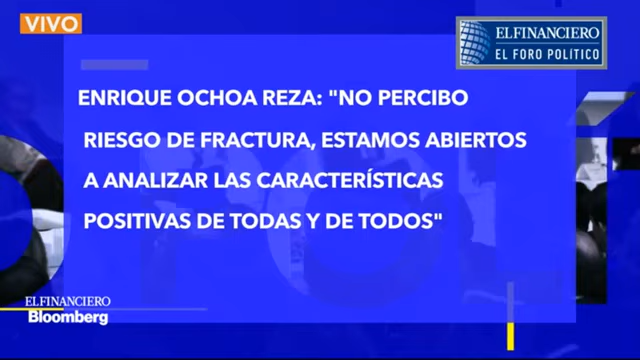 VIVO
EL FINANCIERO
EL FORO POLÍTICO
ENRIQUE OCHOA REZA: "NO PERCIBO
RIESGO DE FRACTURA, ESTAMOS ABIERTOS
A ANALIZAR LAS CARACTERÍSTICAS
POSITIVAS DE TODAS Y DE TODOS"
EL FINANCIERO
Bloomberg